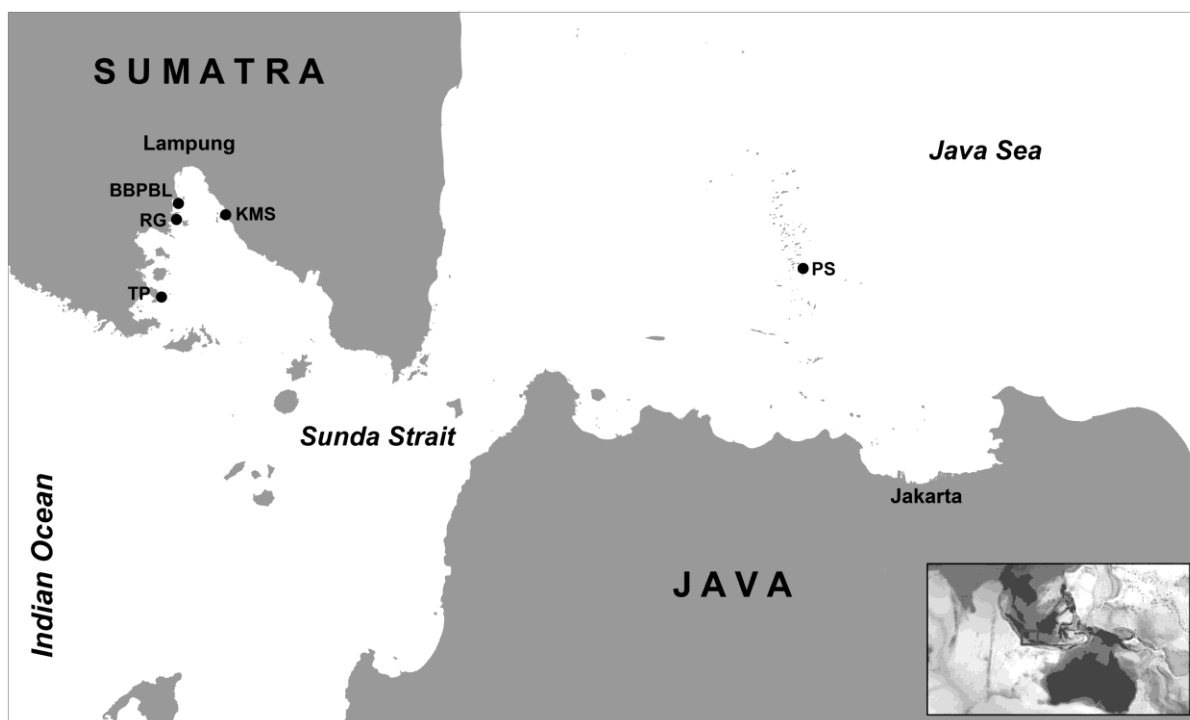 SUMATRA
Lampung
Java Sea
BBPBL
RG
KMS
PS
TP
Sunda Strait
Indian Ocean
Jakarta
JAVA